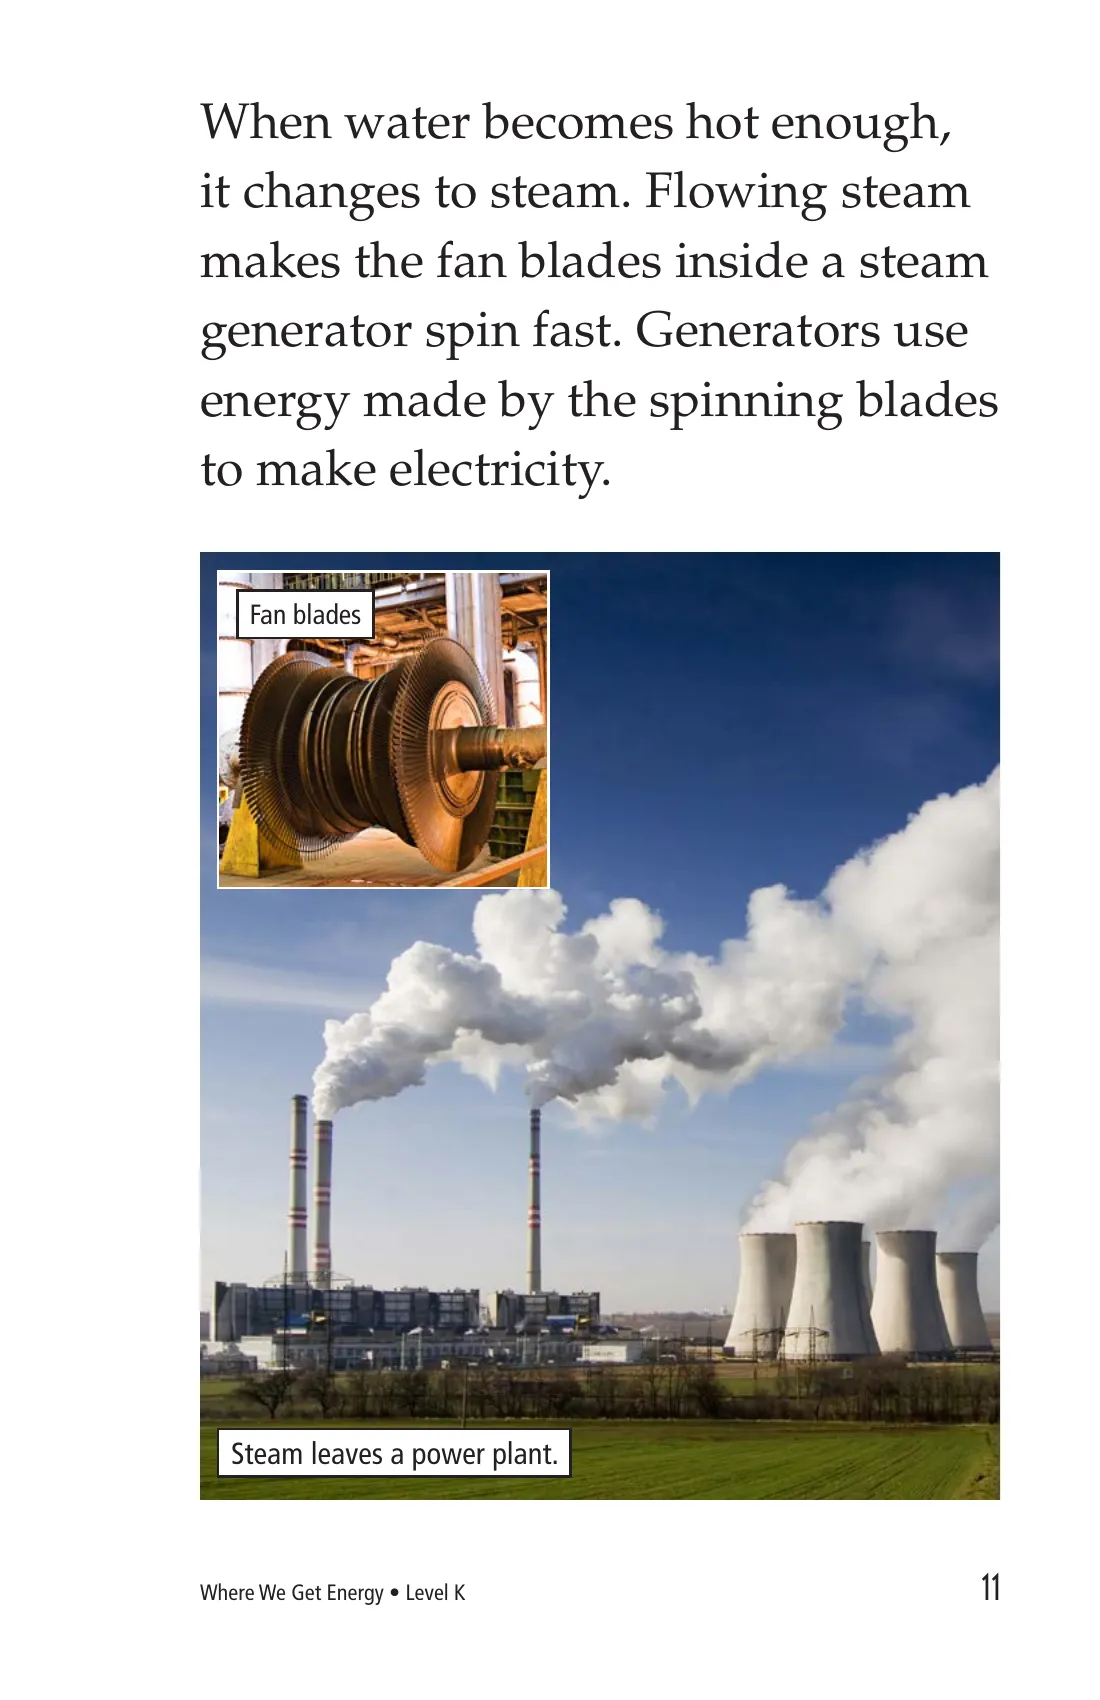 When water becomes hot enough,
it changes to steam. Flowing steam
makes the fan blades inside a steam
generator spin fast. Generators use
energy made by the spinning blades
to make electricity.
Fan blades
Steam leaves a power plant.
Where We Get Energy • Level K
11